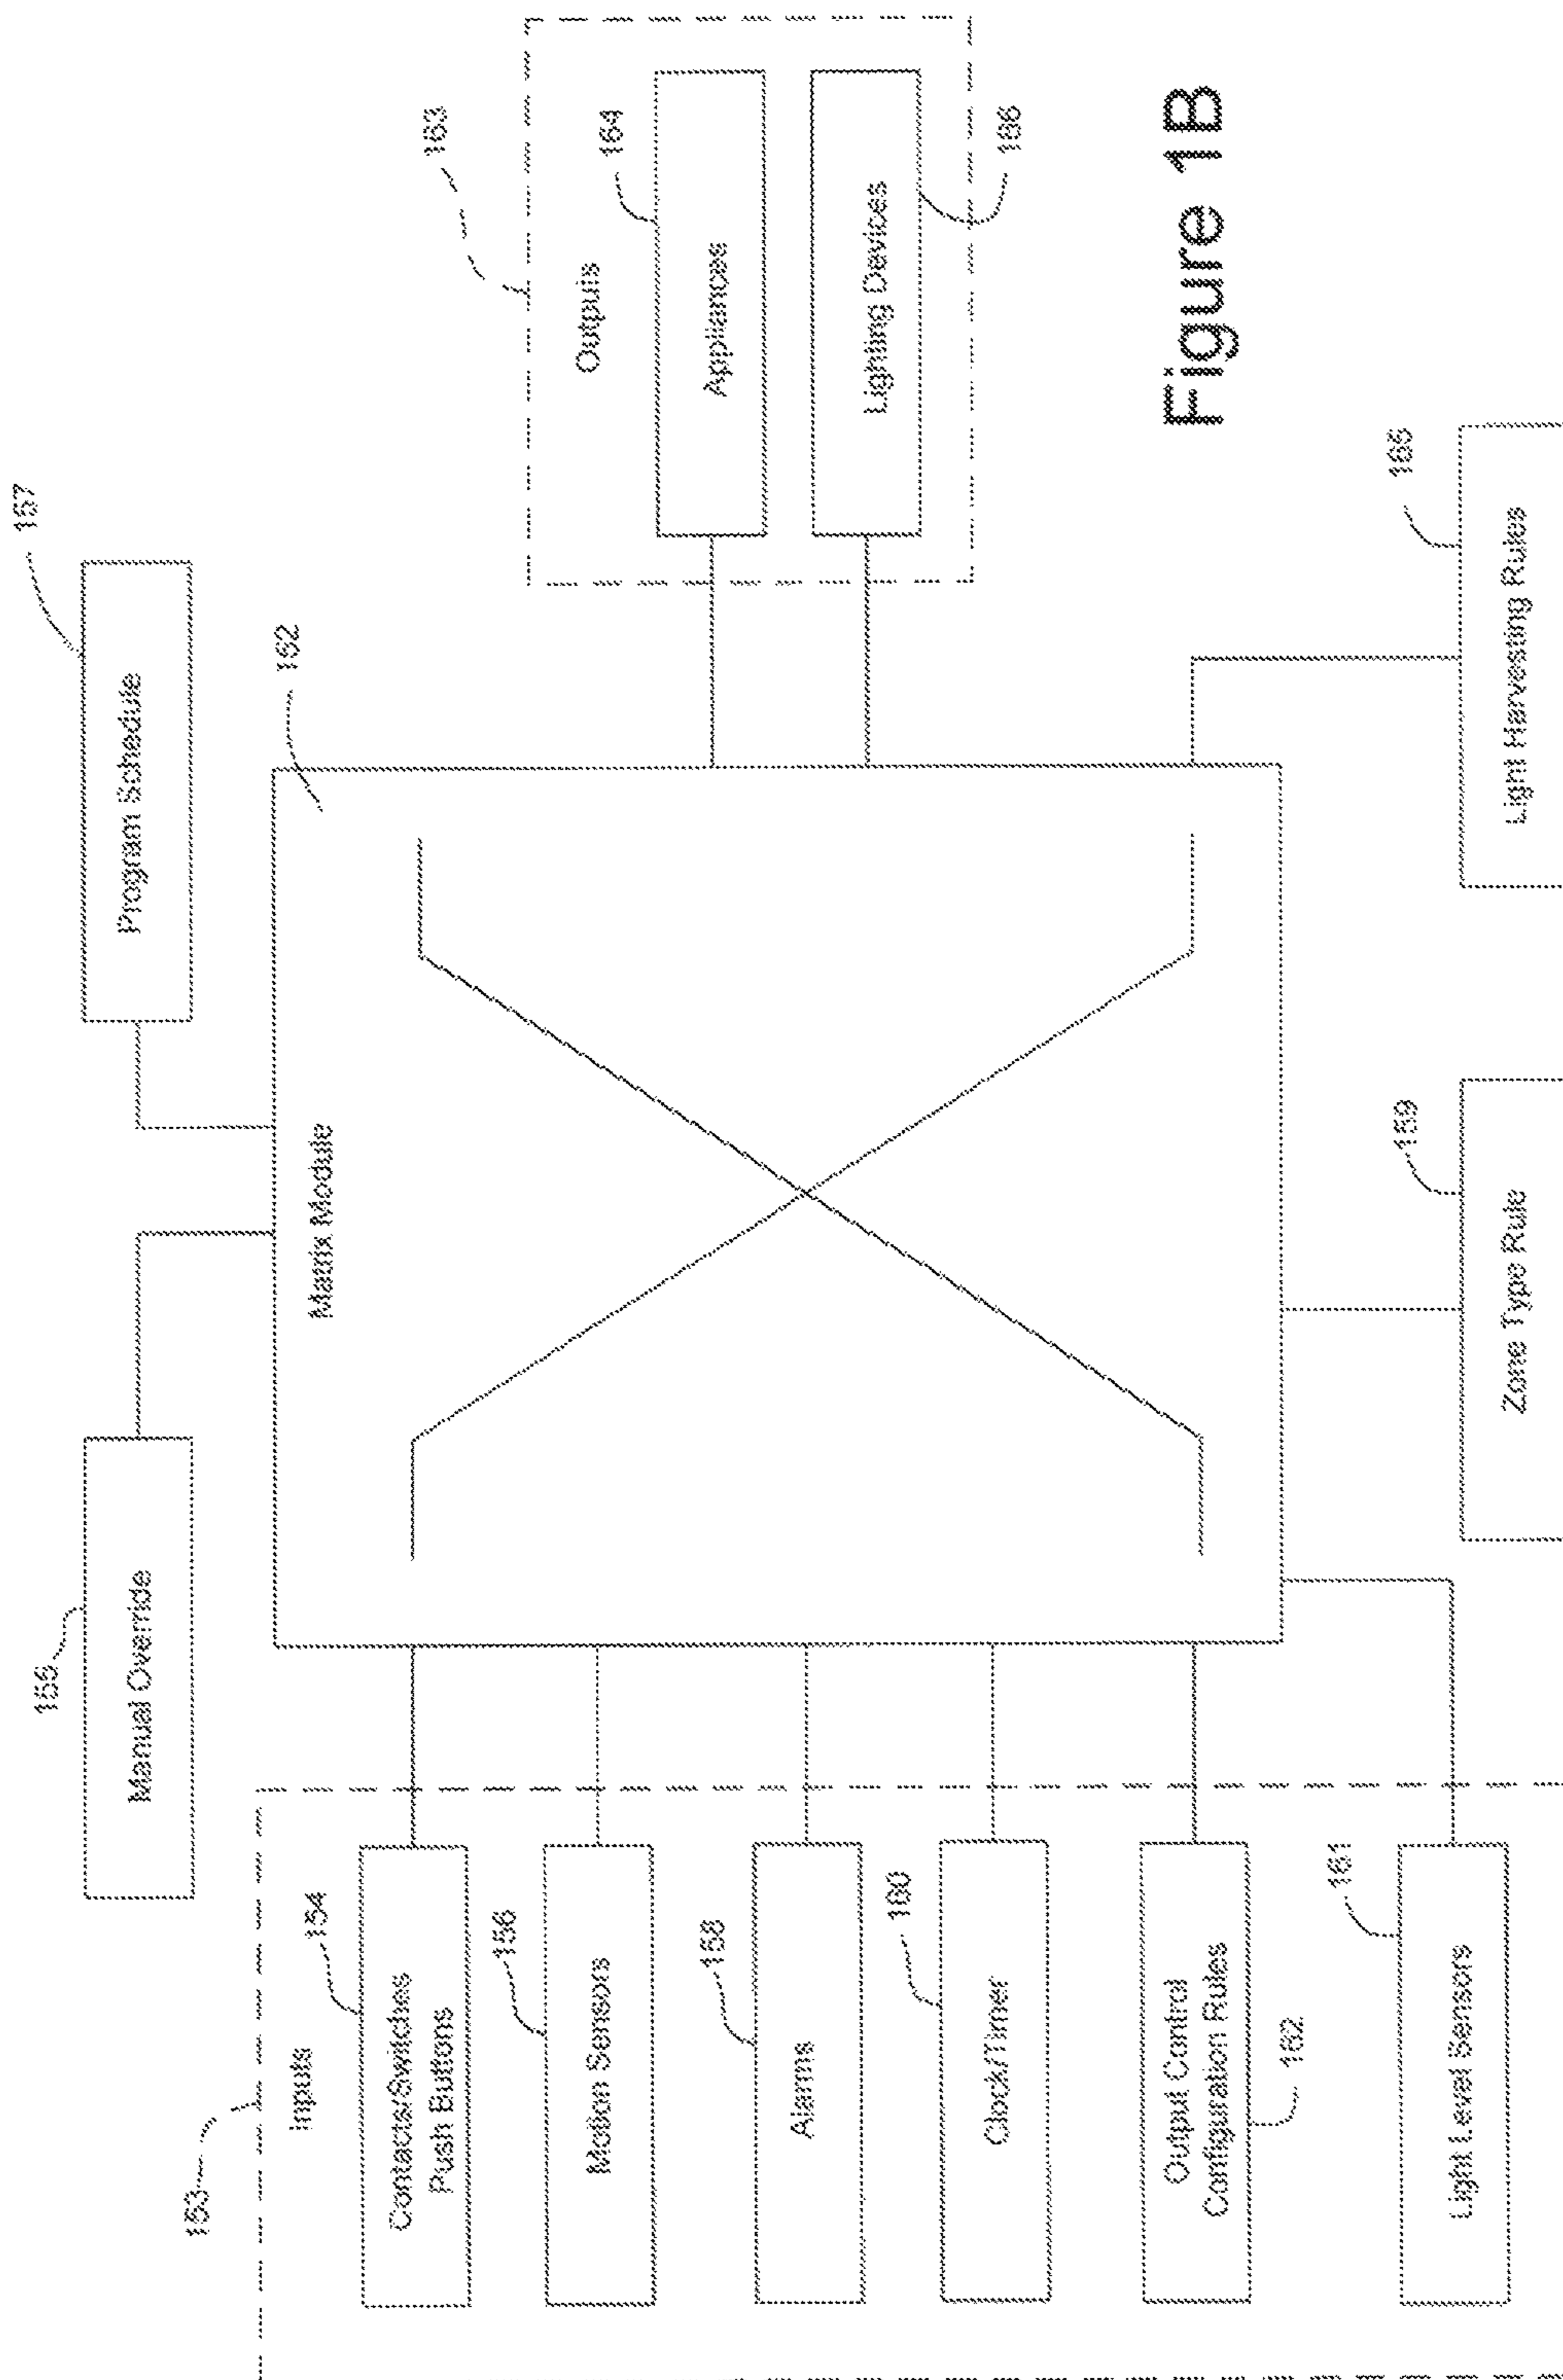 155
157
Manual Override
Program Schedule
153
Inputs
154
Contacts/Switches
Push Buttons
156
Motion Sensors
158
Alarms
160
Clock/Timer
Output Control
Configuration Rules
162
161
Light Level Sensors
Matrix Module
163
Outputs
164
Appliances
Lighting Devices
166
159
Zone Type Rule
165
Light Harvesting Rules
Figure 1B